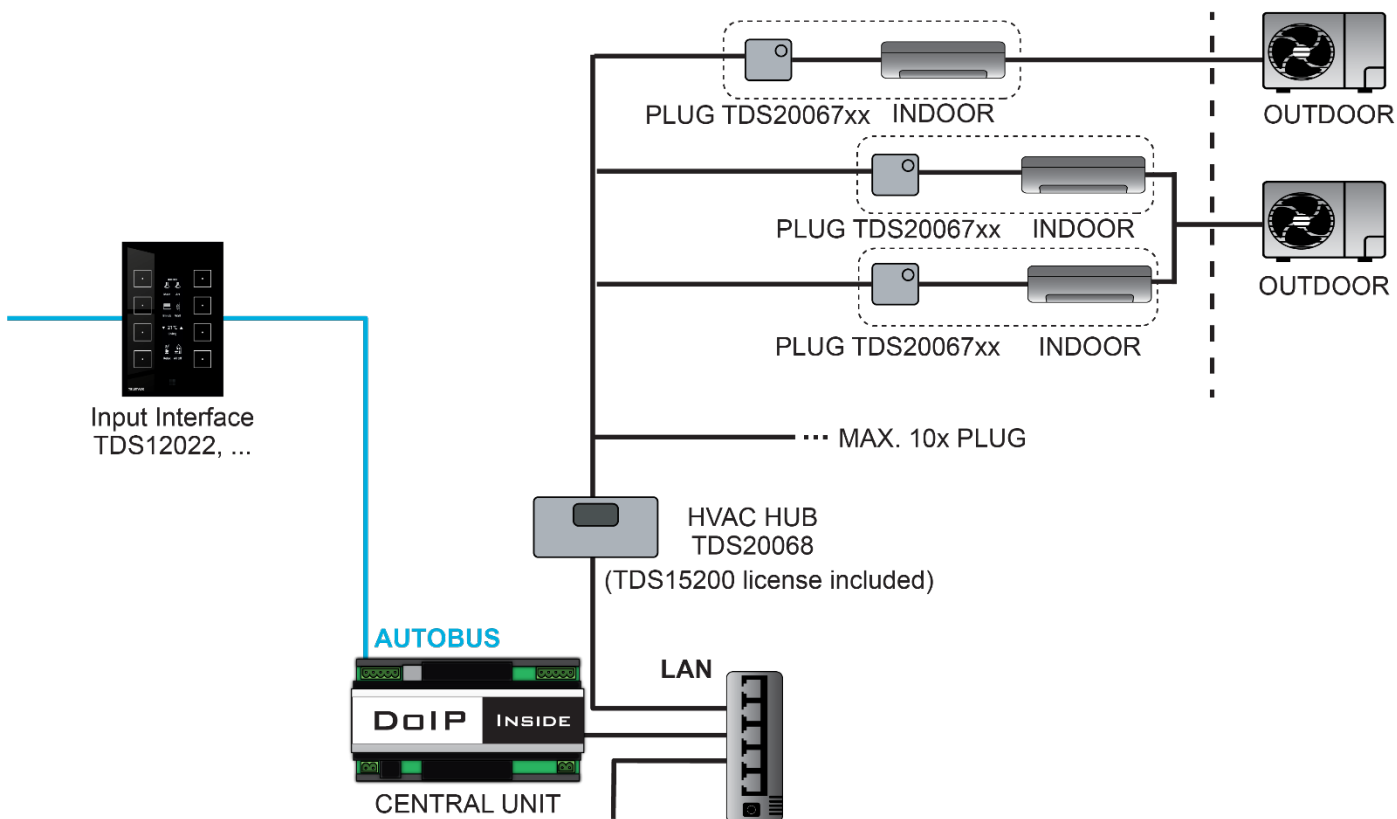 PLUG TDS20067xx INDOOR
OUTDOOR
PLUG TDS20067xx INDOOR
OUTDOOR
PLUG TDS20067xx INDOOR
Input Interface
TDS12022, ...
... MAX. 10x PLUG
HVAC HUB
TDS20068
(TDS15200 license included)
AUTOBUS
LAN
DoIP INSIDE
CENTRAL UNIT